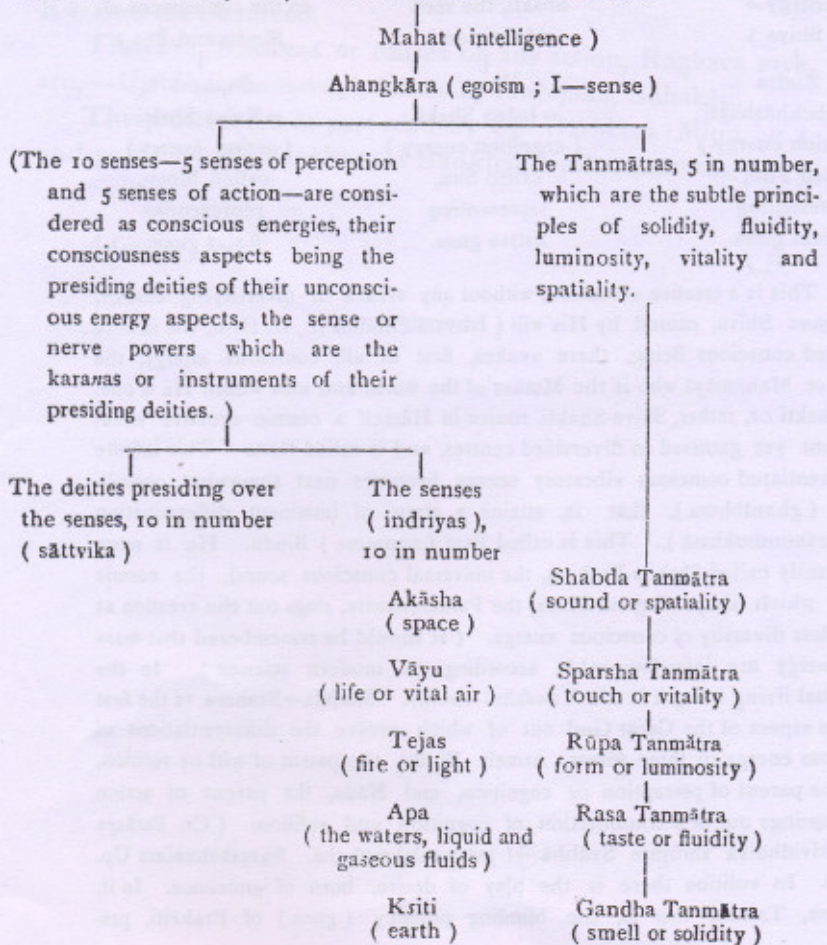 Mahat ( intelligence )
Ahangkāra ( egoism ; I—sense )
(The 10 senses—5 senses of perception
and 5 senses of action—are consi-
dered as conscious energies, their
consciousness aspects being the
presiding deities of their unconsci-
ous energy aspects, the sense or
nerve powers which are the
karanas or instruments of their
presiding deities. )
The Tanmātras, 5 in number,
which are the subtle princi-
ples of solidity, fluidity,
luminosity, vitality and
spatiality.
The deities presiding over
the senses, 10 in number
( sāttvika )
The senses
( indriyas ),
10 in number
Akāsha
( space )
Shabda Tanmātra
( sound or spatiality )
Vāyu
( life or vital air )
Sparsha Tanmātra
( touch or vitality )
Tejas
( fire or light )
Rūpa Tanmātra
( form or luminosity )
Apa
( the waters, liquid and
gaseous fluids )
Rasa Tanmātra
( taste or fluidity )
Ksiti
( earth )
Gandha Tanmātra
( smell or solidity )